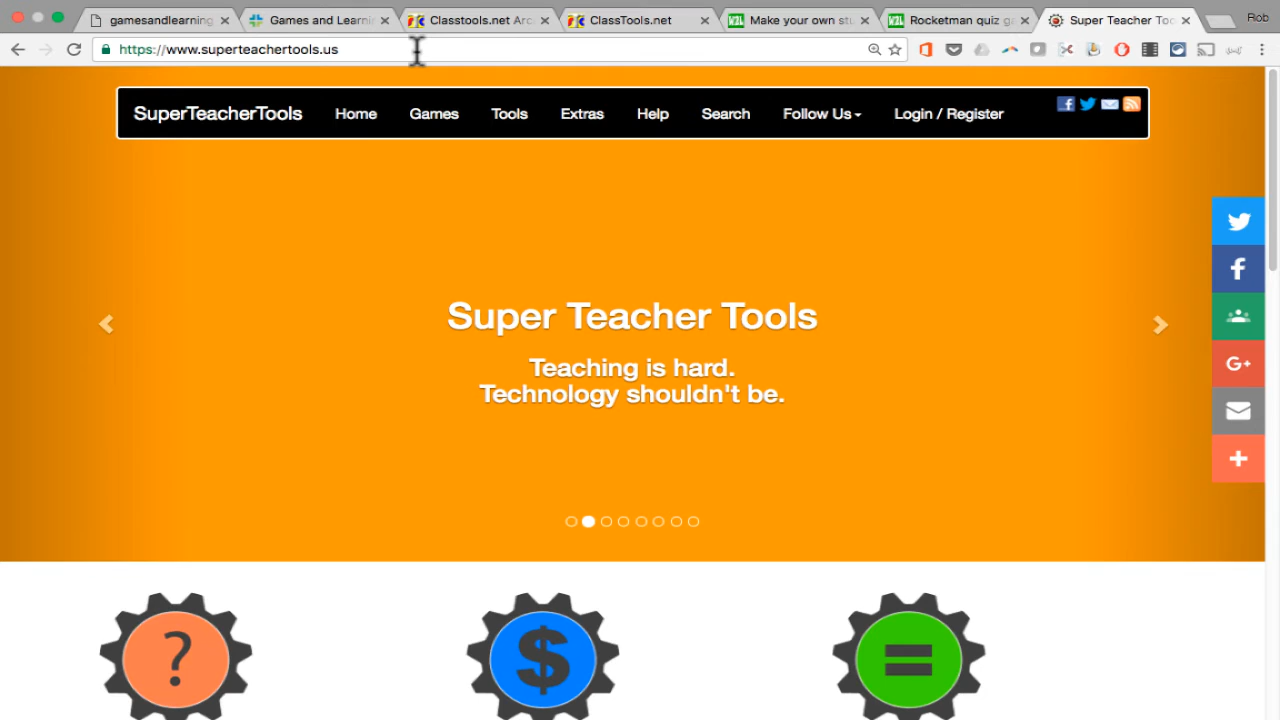 gamesandlearning
Games and Learnin
Classtools.net Arc
ClassTools.net
Make your own stu
Rocketman quiz ga
Super Teacher Too
Rob
https://www.superteachertools.us
SuperTeacherTools
Home
Games
Tools
Extras
Help
Search
Follow Us
Login / Register
Super Teacher Tools
Teaching is hard.
Technology shouldn't be.
G+
?
$
=